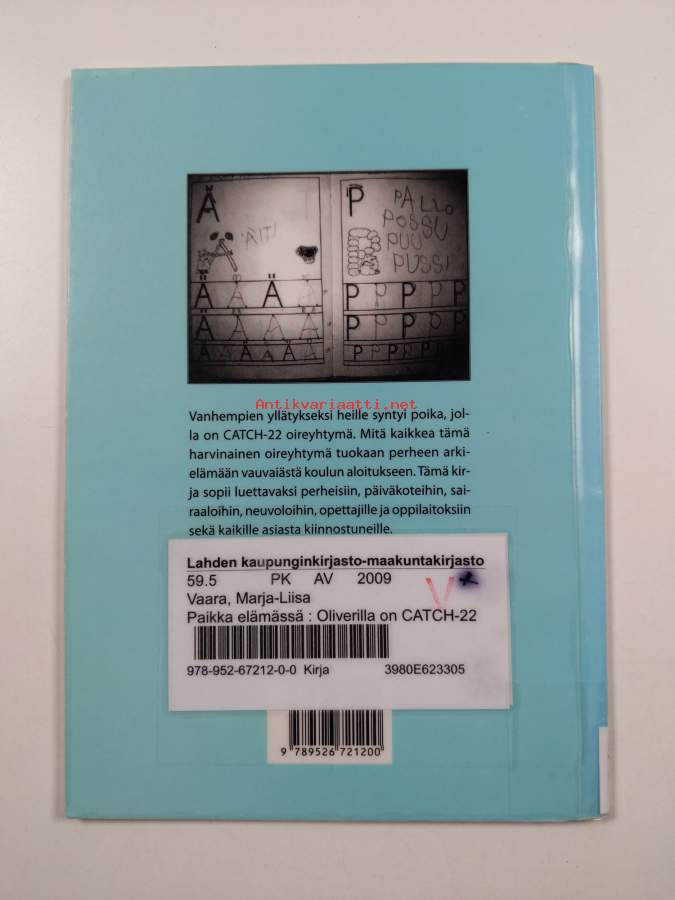 Ä P
PALLO
ÄITI POSSU
PUU
PUSSI
Ä Ä Ä Ä P P P P P
Ä Ä Ä Ä P P P P P
Ä Ä Ä Ä Ä P P P P P P
Antikvariaatti.net
Vanhempien yllätykseksi heille syntyi poika, jol-
la on CATCH-22 oireyhtymä. Mitä kaikkea tämä
harvinainen oireyhtymä tuokaan perheen arki-
elämään vauvaiästä koulun aloitukseen. Tämä kir-
ja sopii luettavaksi perheisiin, päiväkoteihin, sai-
raaloihin, neuvoloihin, opettajille ja oppilaitoksiin
sekä kaikille asiasta kiinnostuneille.
Lahden kaupunginkirjasto-maakuntakirjasto
59.5 PK AV 2009
Vaara, Marja-Liisa
Paikka elämässä : Oliverilla on CATCH-22
978-952-67212-0-0 Kirja 3980E623305
9 789526 721200